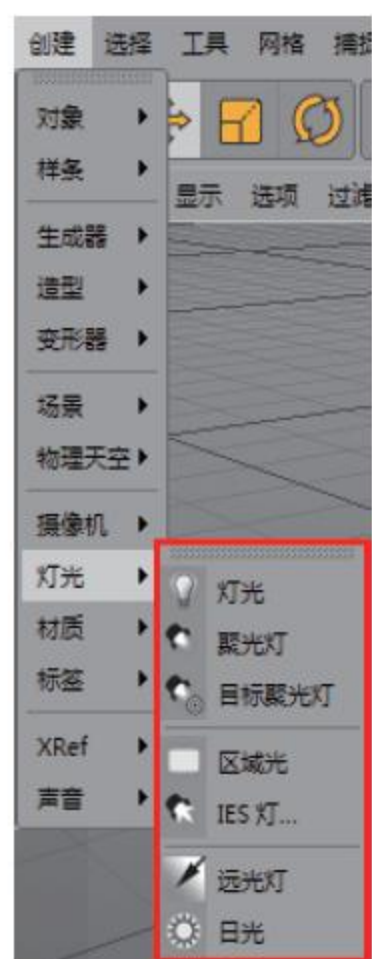 创建 选择 工具 网格
对象
样条
显示 选项 过滤
生成器
造型
变形器
场景
物理天空
摄像机
灯光
材质
标签
XRef
声音
灯光
聚光灯
目标聚光灯
区域光
IES 灯...
远光灯
日光